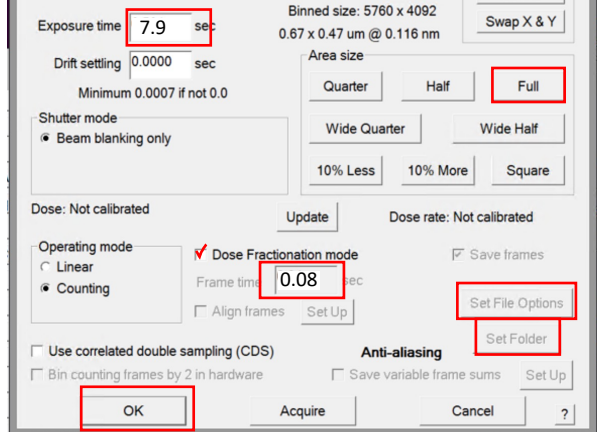 Binned size: 5760 x 4092
Exposure time 7.9 sec
0.67 x 0.47 um @ 0.116 nm
Swap X & Y
Drift settling 0.0000 sec
Area size
Minimum 0.0007 if not 0.0
Quarter Half Full
Shutter mode
Beam blanking only
Wide Quarter Wide Half
10% Less 10% More Square
Dose: Not calibrated
Update
Dose rate: Not calibrated
Operating mode
Linear
Counting
Dose Fractionation mode
Save frames
Frame time 0.08 sec
Align frames Set Up
Set File Options
Set Folder
Use correlated double sampling (CDS)
Anti-aliasing
Bin counting frames by 2 in hardware
Save variable frame sums Set Up
OK Acquire Cancel ?